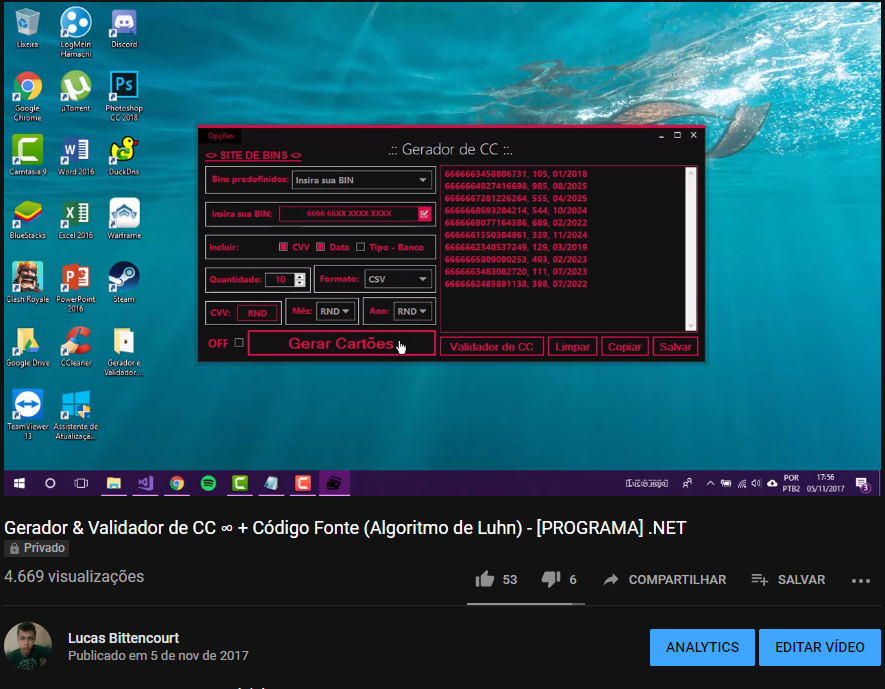 Lixeira
LogMeIn Hamachi
Discord
Google Chrome
µTorrent
Photoshop CC 2018
Ps
Camtasia 9
Word 2016
DuckDns
BlueStacks
Excel 2016
Warframe
Clash Royale
PowerPoint 2016
Steam
Google Drive
CCleaner
Gerador e Validador ...
TeamViewer 13
Assistente de Atualizaçã...
Opções
.:: Gerador de CC ::.
<> SITE DE BINS <>
Bins predefinidos: Insira sua BIN
Insira sua BIN: 6666 66XX XXXX XXXX
Incluir: CVV Data Tipo - Banco
Quantidade: 10 Formato: CSV
CVV: RND Mês: RND Ano: RND
OFF Gerar Cartões
6666663458806731, 105, 01/2018
6666664927416698, 985, 08/2025
6666667281226264, 555, 04/2025
6666668693284214, 544, 10/2024
6666669077164386, 689, 02/2022
6666661550384961, 339, 11/2024
6666662340537249, 129, 03/2019
6666665809090253, 403, 02/2023
6666663483082720, 111, 07/2023
6666662485891138, 398, 07/2022
Validador de CC Limpar Copiar Salvar
POR
PTB2
17:56
05/11/2017
3
Gerador & Validador de CC ∞ + Código Fonte (Algoritmo de Luhn) - [PROGRAMA] .NET
Privado
4.669 visualizações
53 6 COMPARTILHAR SALVAR
Lucas Bittencourt
Publicado em 5 de nov de 2017
ANALYTICS EDITAR VÍDEO